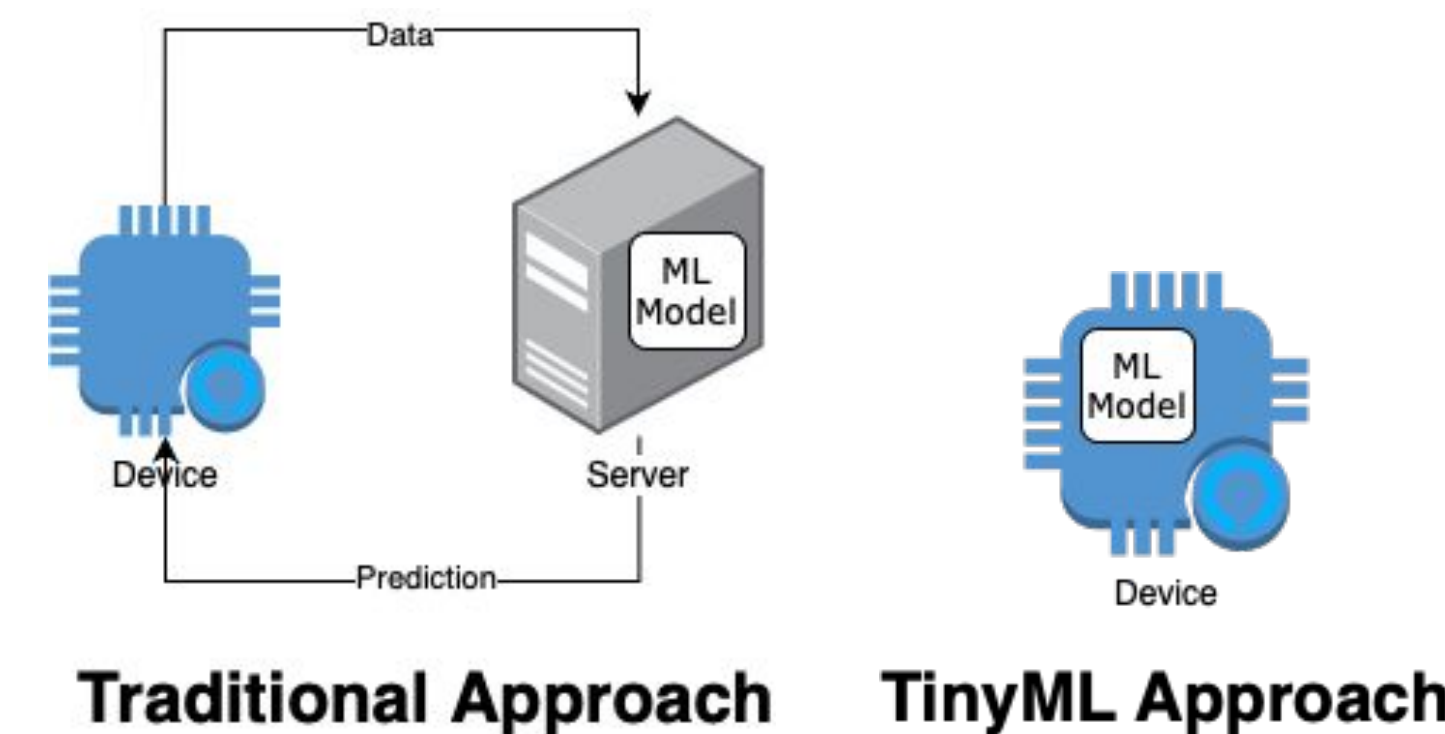 Data
ML
Model
Device
Server
Prediction
Traditional Approach
ML
Model
Device
TinyML Approach